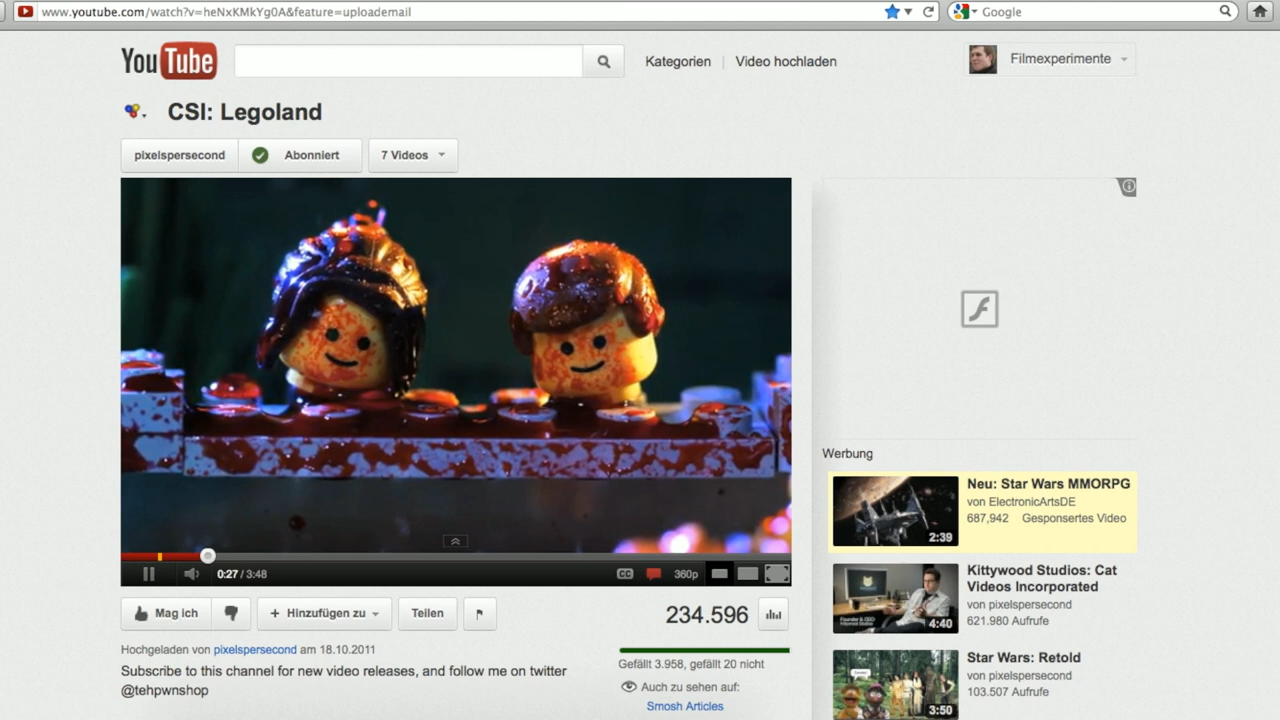 www.youtube.com/watch?v=heNxKMkYg0A&feature=uploademail
Google
YouTube
Kategorien
Video hochladen
Filmexperimente
CSI: Legoland
pixelspersecond
Abonniert
7 Videos
Werbung
Neu: Star Wars MMORPG
von ElectronicArtsDE
687,942 Gesponsertes Video
2:39
Kittywood Studios: Cat
Videos Incorporated
von pixelspersecond
621.980 Aufrufe
4:40
Star Wars: Retold
von pixelspersecond
103.507 Aufrufe
3:50
0:27 / 3:48
CC
360p
Mag ich
+ Hinzufügen zu
Teilen
234.596
Hochgeladen von pixelspersecond am 18.10.2011
Subscribe to this channel for new video releases, and follow me on twitter
@tehpwnshop
Gefällt 3.958, gefällt 20 nicht
Auch zu sehen auf:
Smosh Articles